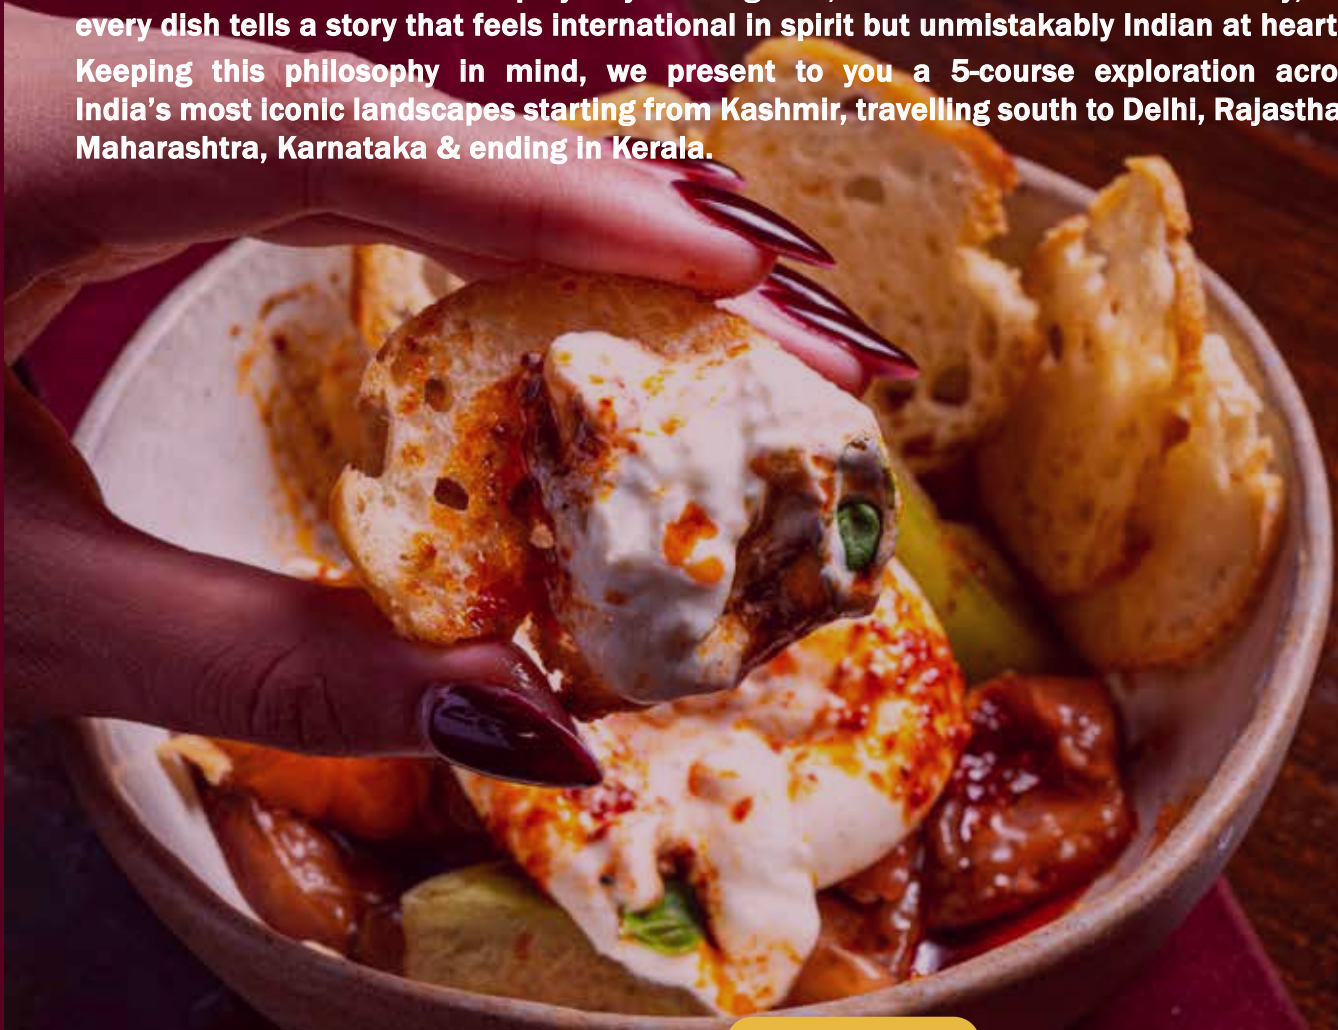 every dish tells a story that feels international in spirit but unmistakably Indian at heart
Keeping this philosophy in mind, we present to you a 5-course exploration acro
India's most iconic landscapes starting from Kashmir, travelling south to Delhi, Rajastha
Maharashtra, Karnataka & ending in Kerala.